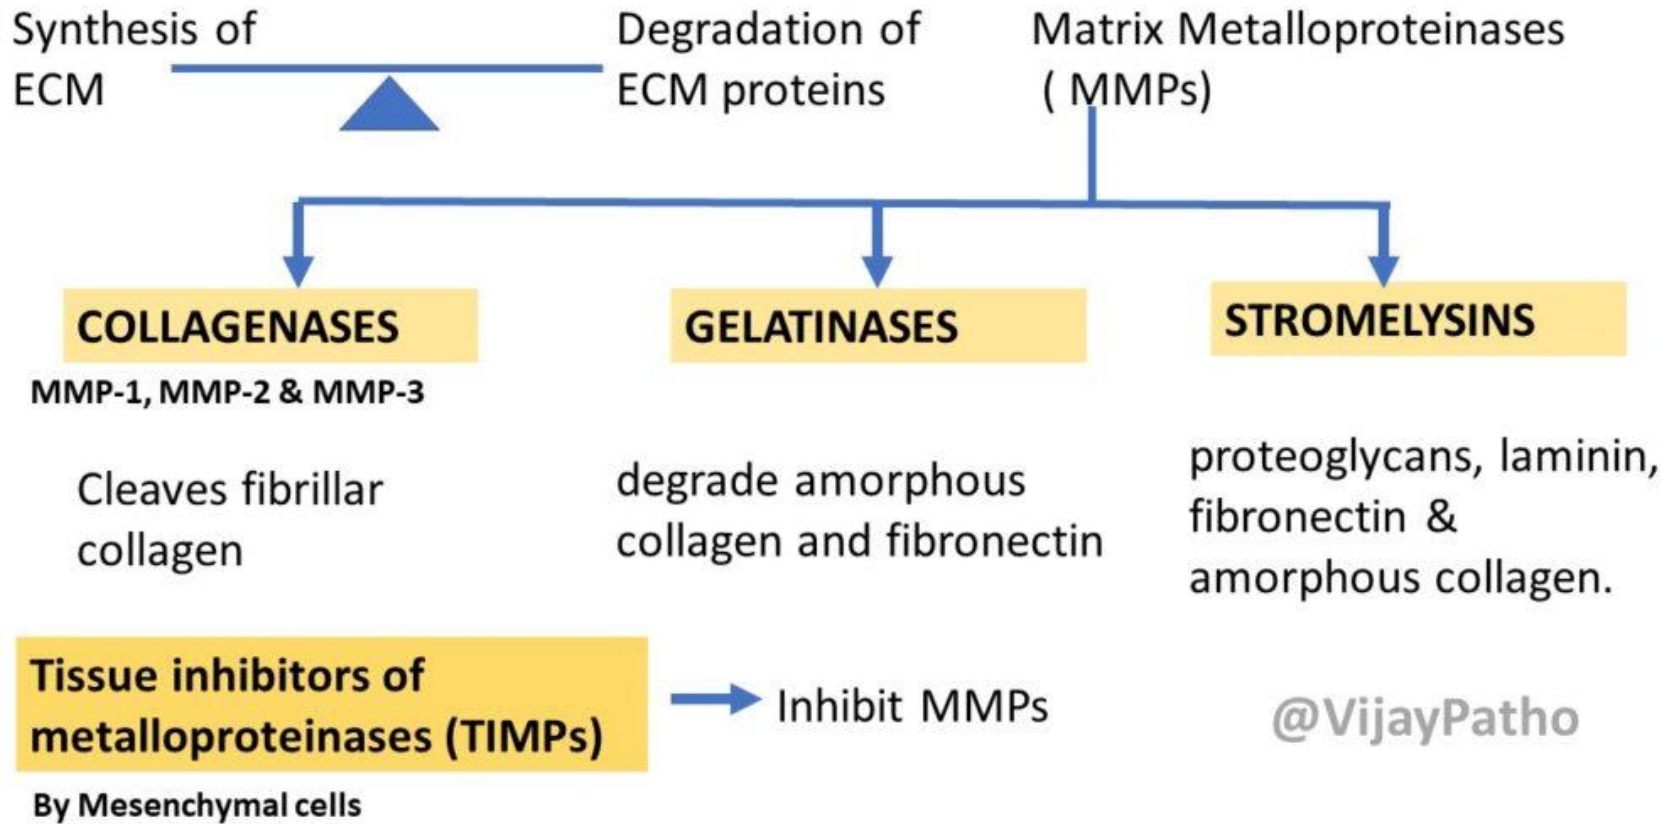 Synthesis of
ECM
Degradation of
ECM proteins
Matrix Metalloproteinases
( MMPs)
COLLAGENASES
MMP-1, MMP-2 & MMP-3
Cleaves fibrillar
collagen
GELATINASES
degrade amorphous
collagen and fibronectin
STROMELYSINS
proteoglycans, laminin,
fibronectin &
amorphous collagen.
Tissue inhibitors of
metalloproteinases (TIMPs)
By Mesenchymal cells
Inhibit MMPs
@VijayPatho